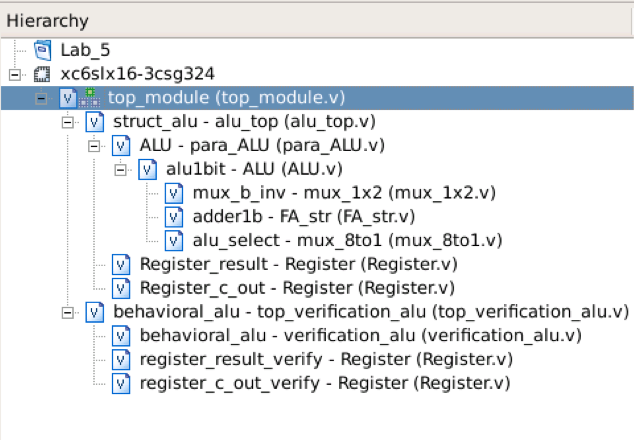 Hierarchy
Lab_5
xc6slx16-3csg324
V top_module (top_module.v)
V struct_alu - alu_top (alu_top.v)
V ALU - para_ALU (para_ALU.v)
V alu1bit - ALU (ALU.v)
V mux_b_inv - mux_1x2 (mux_1x2.v)
V adder1b - FA_str (FA_str.v)
V alu_select - mux_8to1 (mux_8to1.v)
V Register_result - Register (Register.v)
V Register_c_out - Register (Register.v)
V behavioral_alu - top_verification_alu (top_verification_alu.v)
V behavioral_alu - verification_alu (verification_alu.v)
V register_result_verify - Register (Register.v)
V register_c_out_verify - Register (Register.v)